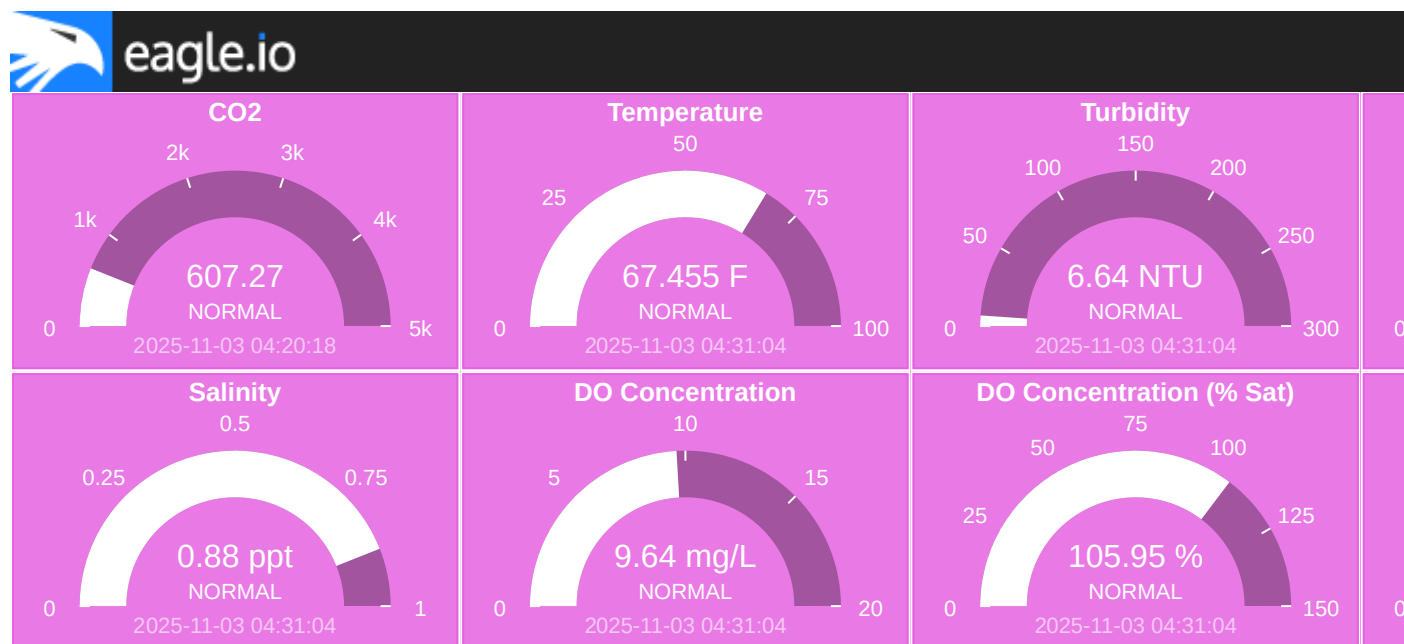 eagle.io
CO2
2k
3k
1k
4k
607.27
NORMAL
0
5k
2025-11-03 04:20:18
Temperature
50
25
75
67.455 F
NORMAL
0
100
2025-11-03 04:31:04
Turbidity
150
100
200
50
250
6.64 NTU
NORMAL
0
300
2025-11-03 04:31:04
0
Salinity
0.5
0.25
0.75
0.88 ppt
NORMAL
0
1
2025-11-03 04:31:04
DO Concentration
10
5
15
9.64 mg/L
NORMAL
0
20
2025-11-03 04:31:04
DO Concentration (% Sat)
75
50
100
25
125
105.95 %
NORMAL
0
150
2025-11-03 04:31:04
0